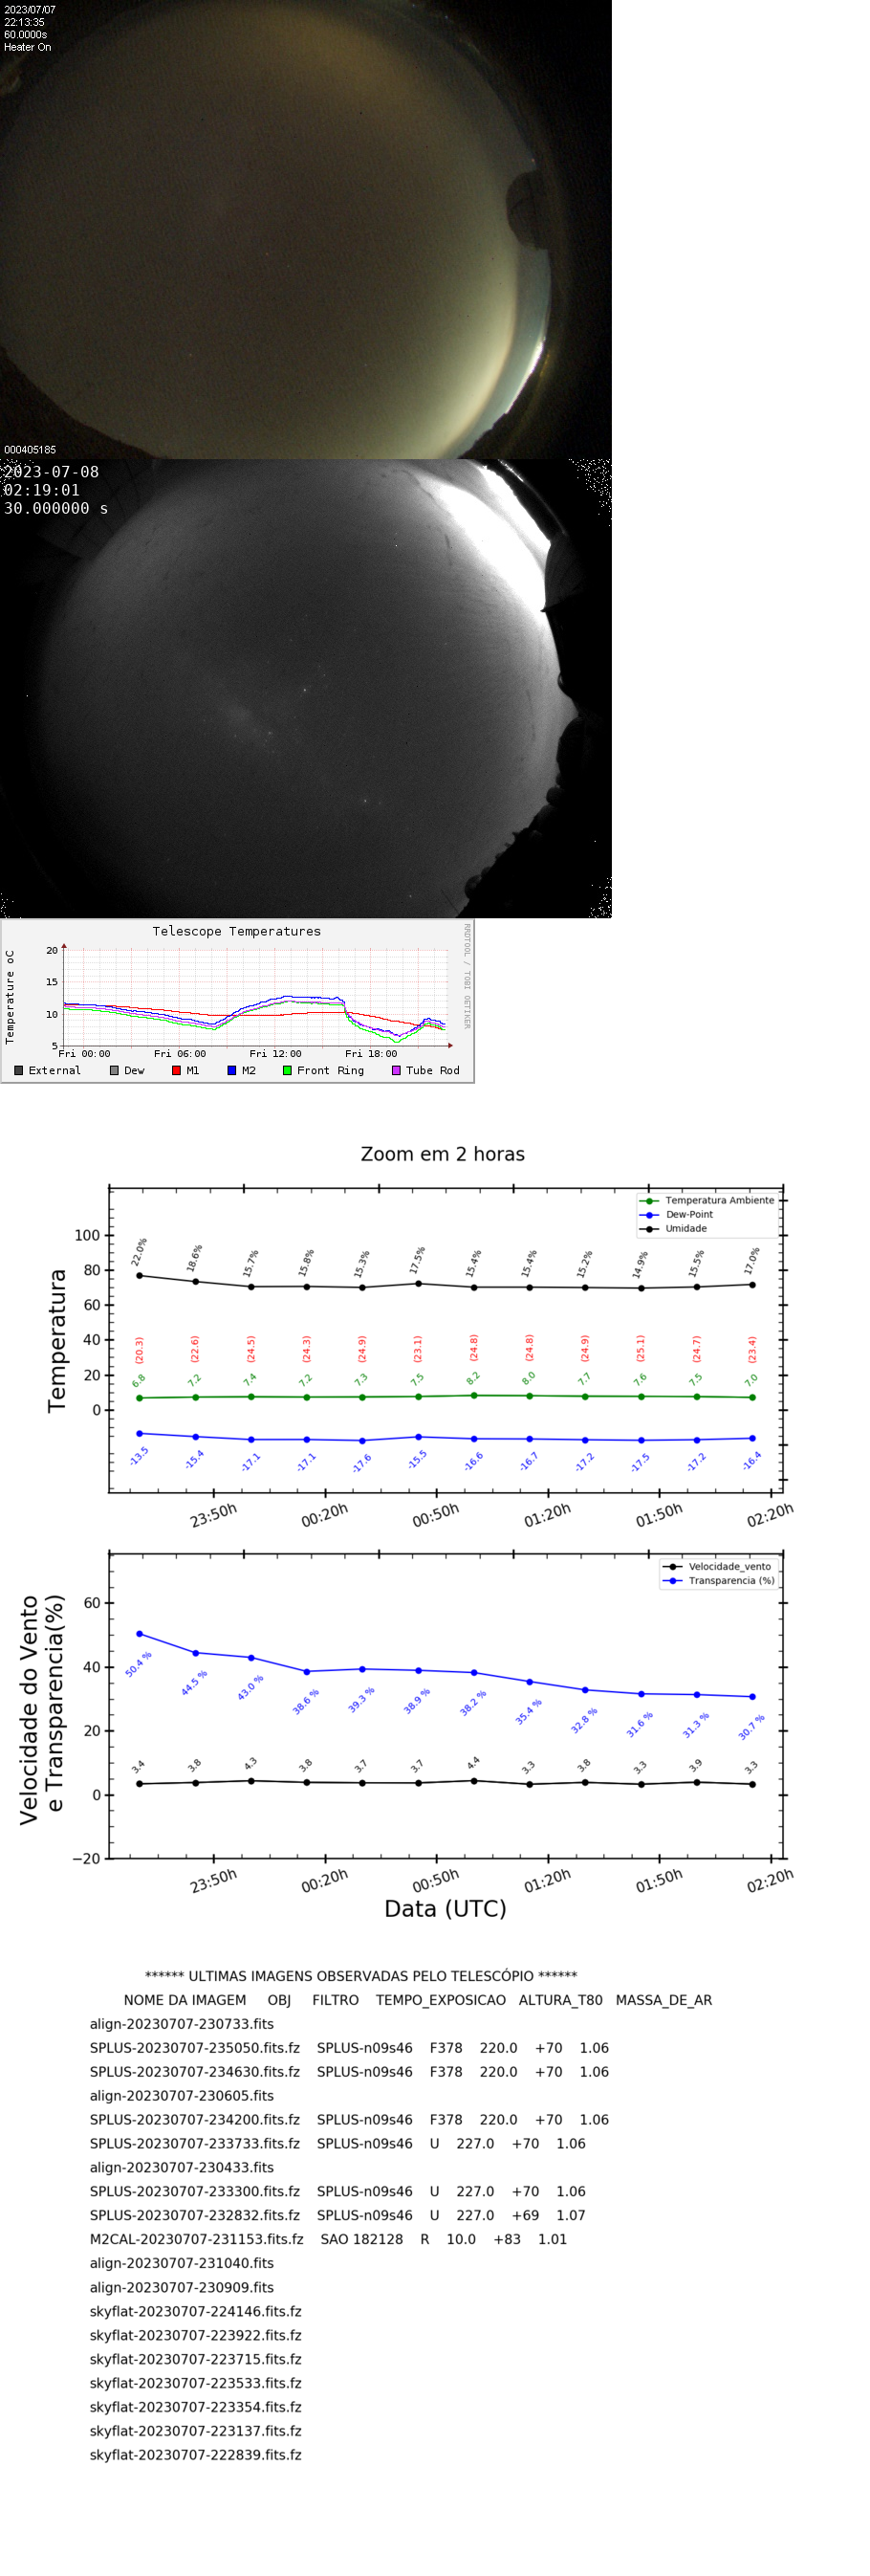 2023/07/07
22:13:35
60.0000s
Heater On
000405185
2023-07-08
02:19:01
30.000000 s
Telescope Temperatures
RRDTOOL / TOBI OETIKER
Temperature oC
20
15
10
5
Fri 00:00 Fri 06:00 Fri 12:00 Fri 18:00
External Dew M1 M2 Front Ring Tube Rod
Zoom em 2 horas
Temperatura
100
80
60
40
20
0
Temperatura Ambiente
Dew-Point
Umidade
22.0% 18.6% 15.7% 15.8% 15.3% 17.5% 15.4% 15.4% 15.2% 14.9% 15.5% 17.0%
(20.3) (22.6) (24.5) (24.3) (24.9) (23.1) (24.8) (24.8) (24.9) (25.1) (24.7) (23.4)
6.8 7.2 7.4 7.2 7.3 7.5 8.2 8.0 7.7 7.6 7.5 7.0
-13.5 -15.4 -17.1 -17.1 -17.6 -15.5 -16.6 -16.7 -17.2 -17.5 -17.2 -16.4
23:50h 00:20h 00:50h 01:20h 01:50h 02:20h
Velocidade do Vento
e Transparencia(%)
60
40
20
0
−20
Velocidade_vento
Transparencia (%)
50.4 % 44.5 % 43.0 % 38.6 % 39.3 % 38.9 % 38.2 % 35.4 % 32.8 % 31.6 % 31.3 % 30.7 %
3.4 3.8 4.3 3.8 3.7 3.7 4.4 3.3 3.8 3.3 3.9 3.3
23:50h 00:20h 00:50h 01:20h 01:50h 02:20h
Data (UTC)
****** ULTIMAS IMAGENS OBSERVADAS PELO TELESCÓPIO ******
NOME DA IMAGEM OBJ FILTRO TEMPO_EXPOSICAO ALTURA_T80 MASSA_DE_AR
align-20230707-230733.fits
SPLUS-20230707-235050.fits.fz SPLUS-n09s46 F378 220.0 +70 1.06
SPLUS-20230707-234630.fits.fz SPLUS-n09s46 F378 220.0 +70 1.06
align-20230707-230605.fits
SPLUS-20230707-234200.fits.fz SPLUS-n09s46 F378 220.0 +70 1.06
SPLUS-20230707-233733.fits.fz SPLUS-n09s46 U 227.0 +70 1.06
align-20230707-230433.fits
SPLUS-20230707-233300.fits.fz SPLUS-n09s46 U 227.0 +70 1.06
SPLUS-20230707-232832.fits.fz SPLUS-n09s46 U 227.0 +69 1.07
M2CAL-20230707-231153.fits.fz SAO 182128 R 10.0 +83 1.01
align-20230707-231040.fits
align-20230707-230909.fits
skyflat-20230707-224146.fits.fz
skyflat-20230707-223922.fits.fz
skyflat-20230707-223715.fits.fz
skyflat-20230707-223533.fits.fz
skyflat-20230707-223354.fits.fz
skyflat-20230707-223137.fits.fz
skyflat-20230707-222839.fits.fz